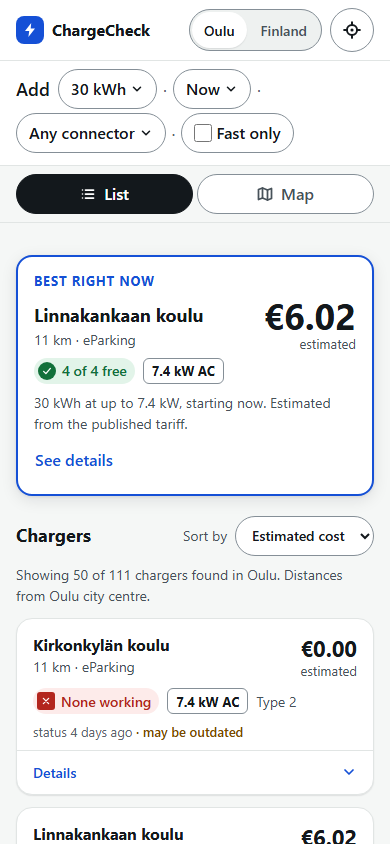 ChargeCheck
Oulu
Finland
Add 30 kWh · Now ·
Any connector · Fast only
List
Map
BEST RIGHT NOW
Linnakankaan koulu
€6.02
11 km · eParking
estimated
4 of 4 free
7.4 kW AC
30 kWh at up to 7.4 kW, starting now. Estimated
from the published tariff.
See details
Chargers
Sort by Estimated cost
Showing 50 of 111 chargers found in Oulu. Distances
from Oulu city centre.
Kirkonkylän koulu
€0.00
11 km · eParking
estimated
None working
7.4 kW AC
Type 2
status 4 days ago · may be outdated
Details
Linnakankaan koulu
€6.02